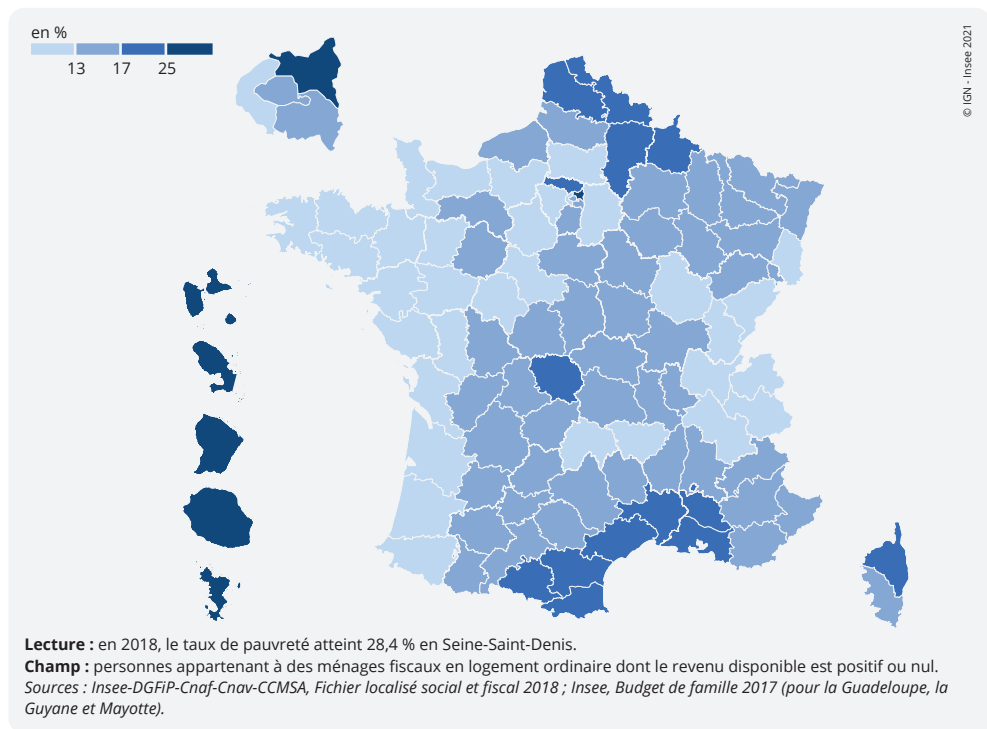 en %
13 17 25
© IGN - Insee 2021
Lecture : en 2018, le taux de pauvreté atteint 28,4 % en Seine-Saint-Denis.
Champ : personnes appartenant à des ménages fiscaux en logement ordinaire dont le revenu disponible est positif ou nul.
Sources : Insee-DGFiP-Cnaf-Cnav-CCMSA, Fichier localisé social et fiscal 2018 ; Insee, Budget de famille 2017 (pour la Guadeloupe, la
Guyane et Mayotte).